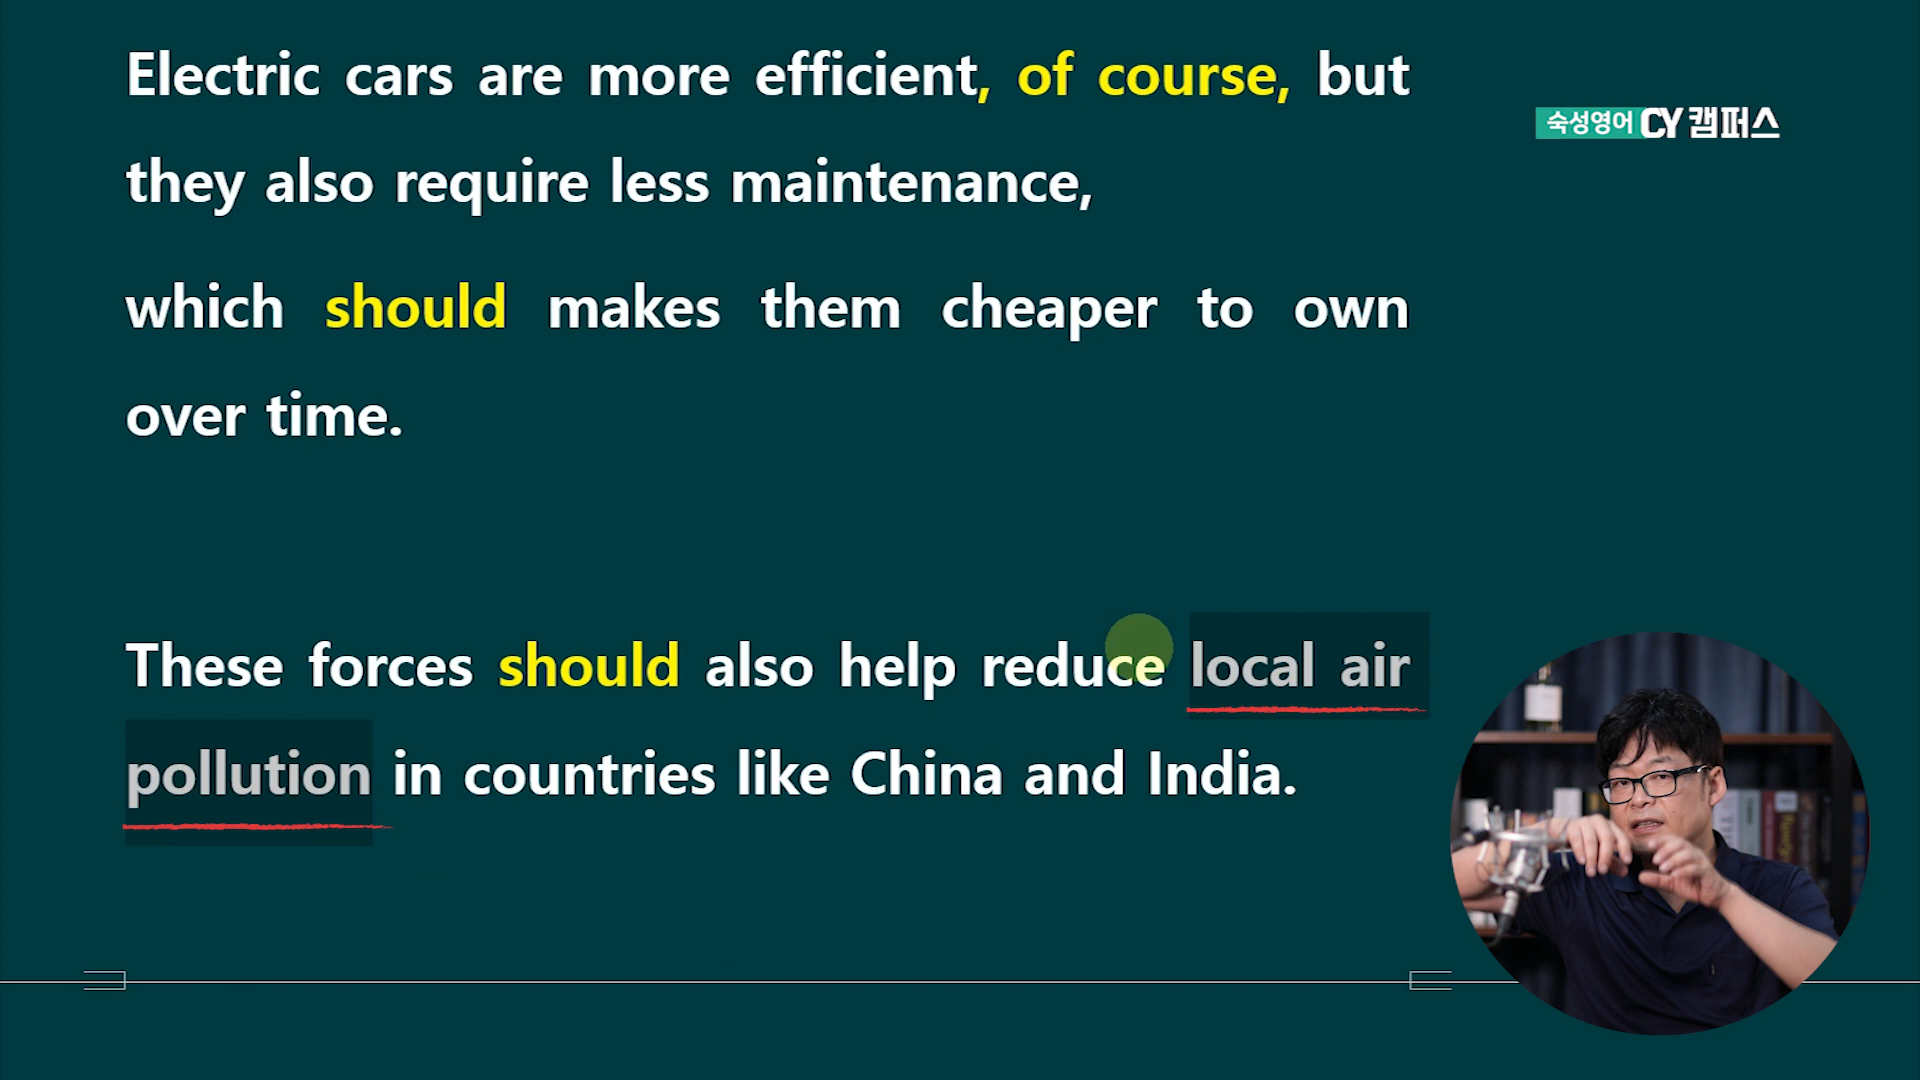 Electric cars are more efficient, of course, but
숙성영어 CY캠퍼스
they also require less maintenance,
which should makes them cheaper to own
over time.
These forces should also help reduce local air
pollution in countries like China and India.